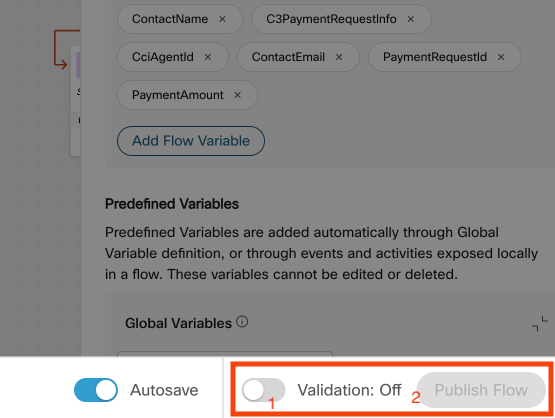 ContactName × C3PaymentRequestInfo ×
CciAgentId × ContactEmail × PaymentRequestId ×
PaymentAmount ×
Add Flow Variable
Predefined Variables
Predefined Variables are added automatically through Global
Variable definition, or through events and activities exposed locally
in a flow. These variables cannot be edited or deleted.
Global Variables
Autosave 1 Validation: Off 2 Publish Flow